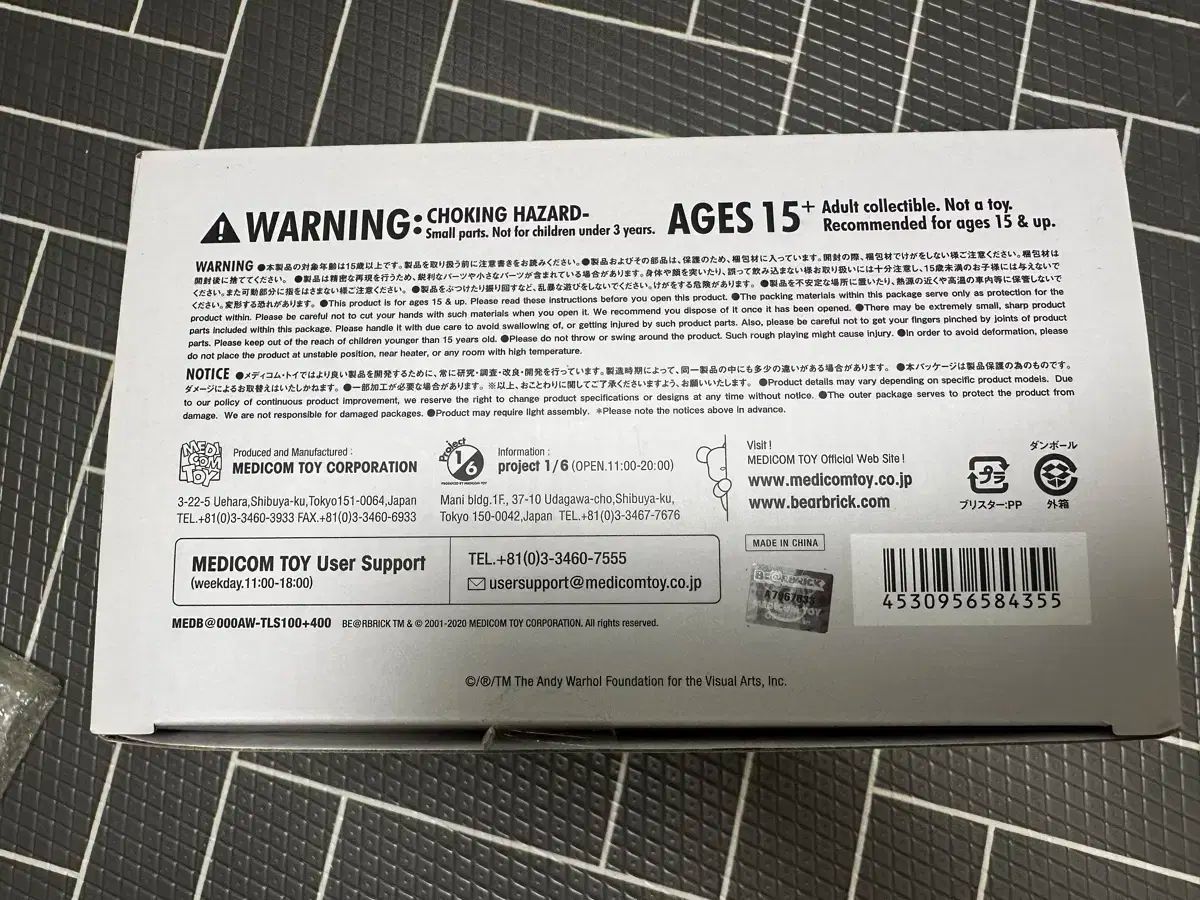 WARNING: CHOKING HAZARD-
Small parts. Not for children under 3 years.
AGES 15+ Adult collectible. Not a toy.
Recommended for ages 15 & up.
WARNING ●本製品の対象年齢は15歳以上です。製品を取り扱う前に注意書きをお読みください。●製品およびその部品は、保護のため、梱包材に入っています。開封の際、梱包材でけがをしない様ご注意ください。梱包材は
開封後に捨ててください。 ●製品は精密な再現を行うため、鋭利なパーツや小さなパーツが含まれている場合があります。身体や顔を突いたり、誤って飲み込まない様お取り扱いには十分注意し、15歳未満のお子様には与えないで
ください。また可動部分に指をはさまない様ご注意ください。 ●製品をぶつけたり振り回すなど、乱暴な遊びをしないでください。けがをする危険があります。 ●製品を不安定な場所に置いたり、熱源の近くや高温の車内等に保管しないで
ください。変形する恐れがあります。 ●This product is for ages 15 & up. Please read these instructions before you open this product. ●The packing materials within this package serve only as protection for the
product within. Please be careful not to cut your hands with such materials when you open it. We recommend you dispose of it once it has been opened. ●There may be extremely small, sharp product
parts included within this package. Please handle it with due care to avoid swallowing of, or getting injured by such product parts. Also, please be careful not to get your fingers pinched by joints of product
parts. Please keep out of the reach of children younger than 15 years old. ●Please do not throw or swing around the product. Such rough playing might cause injury. ●In order to avoid deformation, please
do not place the product at unstable position, near heater, or any room with high temperature.
NOTICE ●メディコム・トイではより良い製品を開発するために、常に研究・調査・改良・開発を行っています。製造時期によって、同一製品の中にも多少の違いがある場合があります。 ●本パッケージは製品保護の為のものです。
ダメージによるお取替えはいたしかねます。 ●一部加工が必要な場合があります。 ※以上、おことわりに関してご了承くださいますよう、お願いいたします。 ●Product details may vary depending on specific product models. Due
to our policy of continuous product improvement, we reserve the right to change product specifications or designs at any time without notice. ●The outer package serves to protect the product from
damage. We are not responsible for damaged packages. ●Product may require light assembly. ※Please note the notices above in advance.
MEDI
COM
TOY
Produced and Manufactured :
MEDICOM TOY CORPORATION
3-22-5 Uehara,Shibuya-ku,Tokyo151-0064,Japan
TEL.+81(0)3-3460-3933 FAX.+81(0)3-3460-6933
Project
1/6
PRODUCED BY MEDICOM TOY
Information :
project 1/6 (OPEN.11:00-20:00)
Mani bldg.1F., 37-10 Udagawa-cho,Shibuya-ku,
Tokyo 150-0042,Japan TEL.+81(0)3-3467-7676
Visit !
MEDICOM TOY Official Web Site !
www.medicomtoy.co.jp
www.bearbrick.com
プラ
ブリスター:PP
ダンボール
外箱
MEDICOM TOY User Support
(weekday.11:00-18:00)
TEL.+81(0)3-3460-7555
usersupport@medicomtoy.co.jp
MADE IN CHINA
BE@RBRICK
MEDICOM TOY
4530956584355
MEDB@000AW-TLS100+400 BE@RBRICK TM & © 2001-2020 MEDICOM TOY CORPORATION. All rights reserved.
©/®/TM The Andy Warhol Foundation for the Visual Arts, Inc.